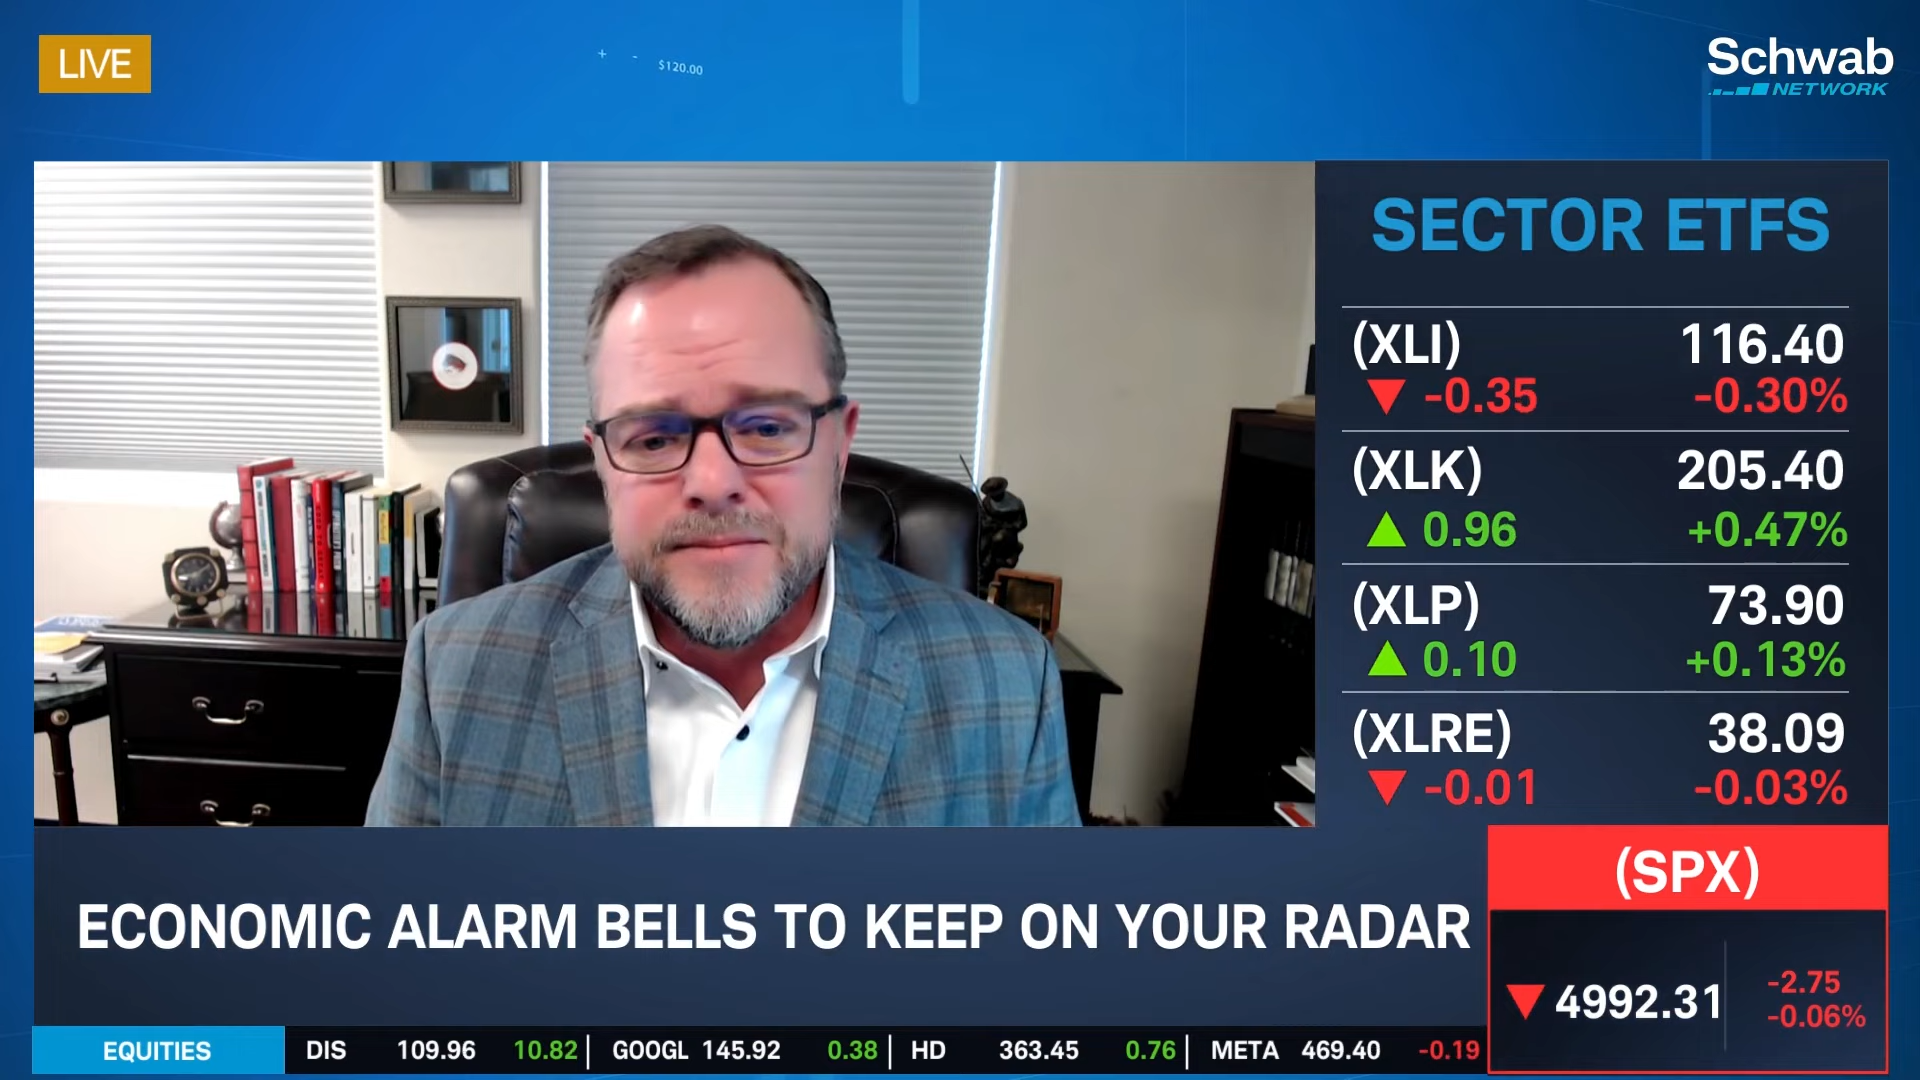 LIVE
+ - $120.00
Schwab
NETWORK
SECTOR ETFS
(XLI) 116.40
▼ -0.35 -0.30%
(XLK) 205.40
▲ 0.96 +0.47%
(XLP) 73.90
▲ 0.10 +0.13%
(XLRE) 38.09
▼ -0.01 -0.03%
ECONOMIC ALARM BELLS TO KEEP ON YOUR RADAR
(SPX)
▼ 4992.31 -2.75
-0.06%
EQUITIES DIS 109.96 10.82 | GOOGL 145.92 0.38 | HD 363.45 0.76 | META 469.40 -0.19